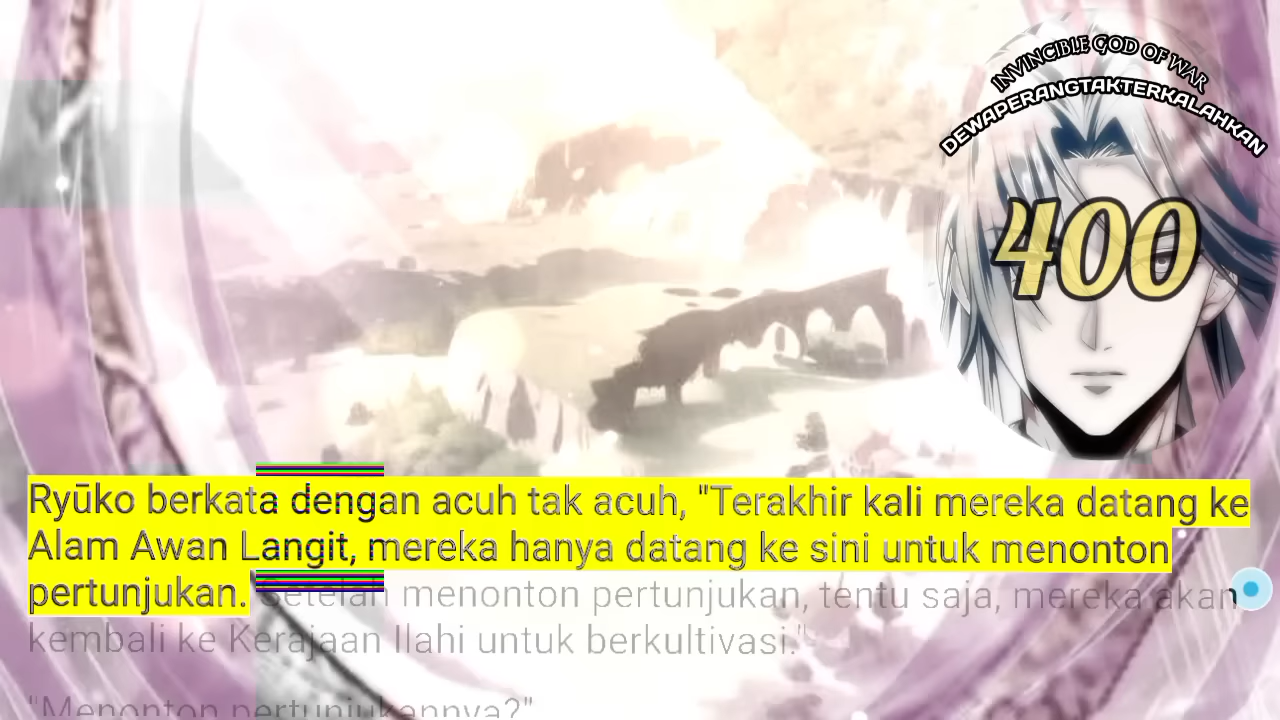 INVINCIBLE GOD OF WAR
DEWAPERANGTAKTERKALAHKAN
400
Ryūko berkata dengan acuh tak acuh, "Terakhir kali mereka datang ke
Alam Awan Langit, mereka hanya datang ke sini untuk menonton
pertunjukan. Setelah menonton pertunjukan, tentu saja, mereka akan
kembali ke Kerajaan Ilahi untuk berkultivasi."
"Menonton pertunjukannya?"